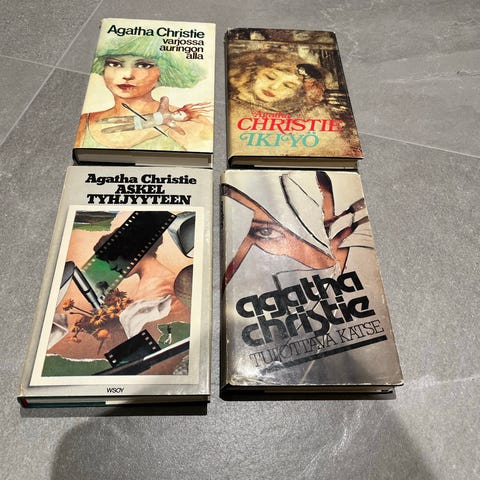 Agatha Christie
varjossa
auringon
alla
Agatha
CHRISTIE
IKIYÖ
Agatha Christie
ASKEL
TYHJYYTEEN
WSOY
agatha
christie
TUIJOTTAVA KATSE